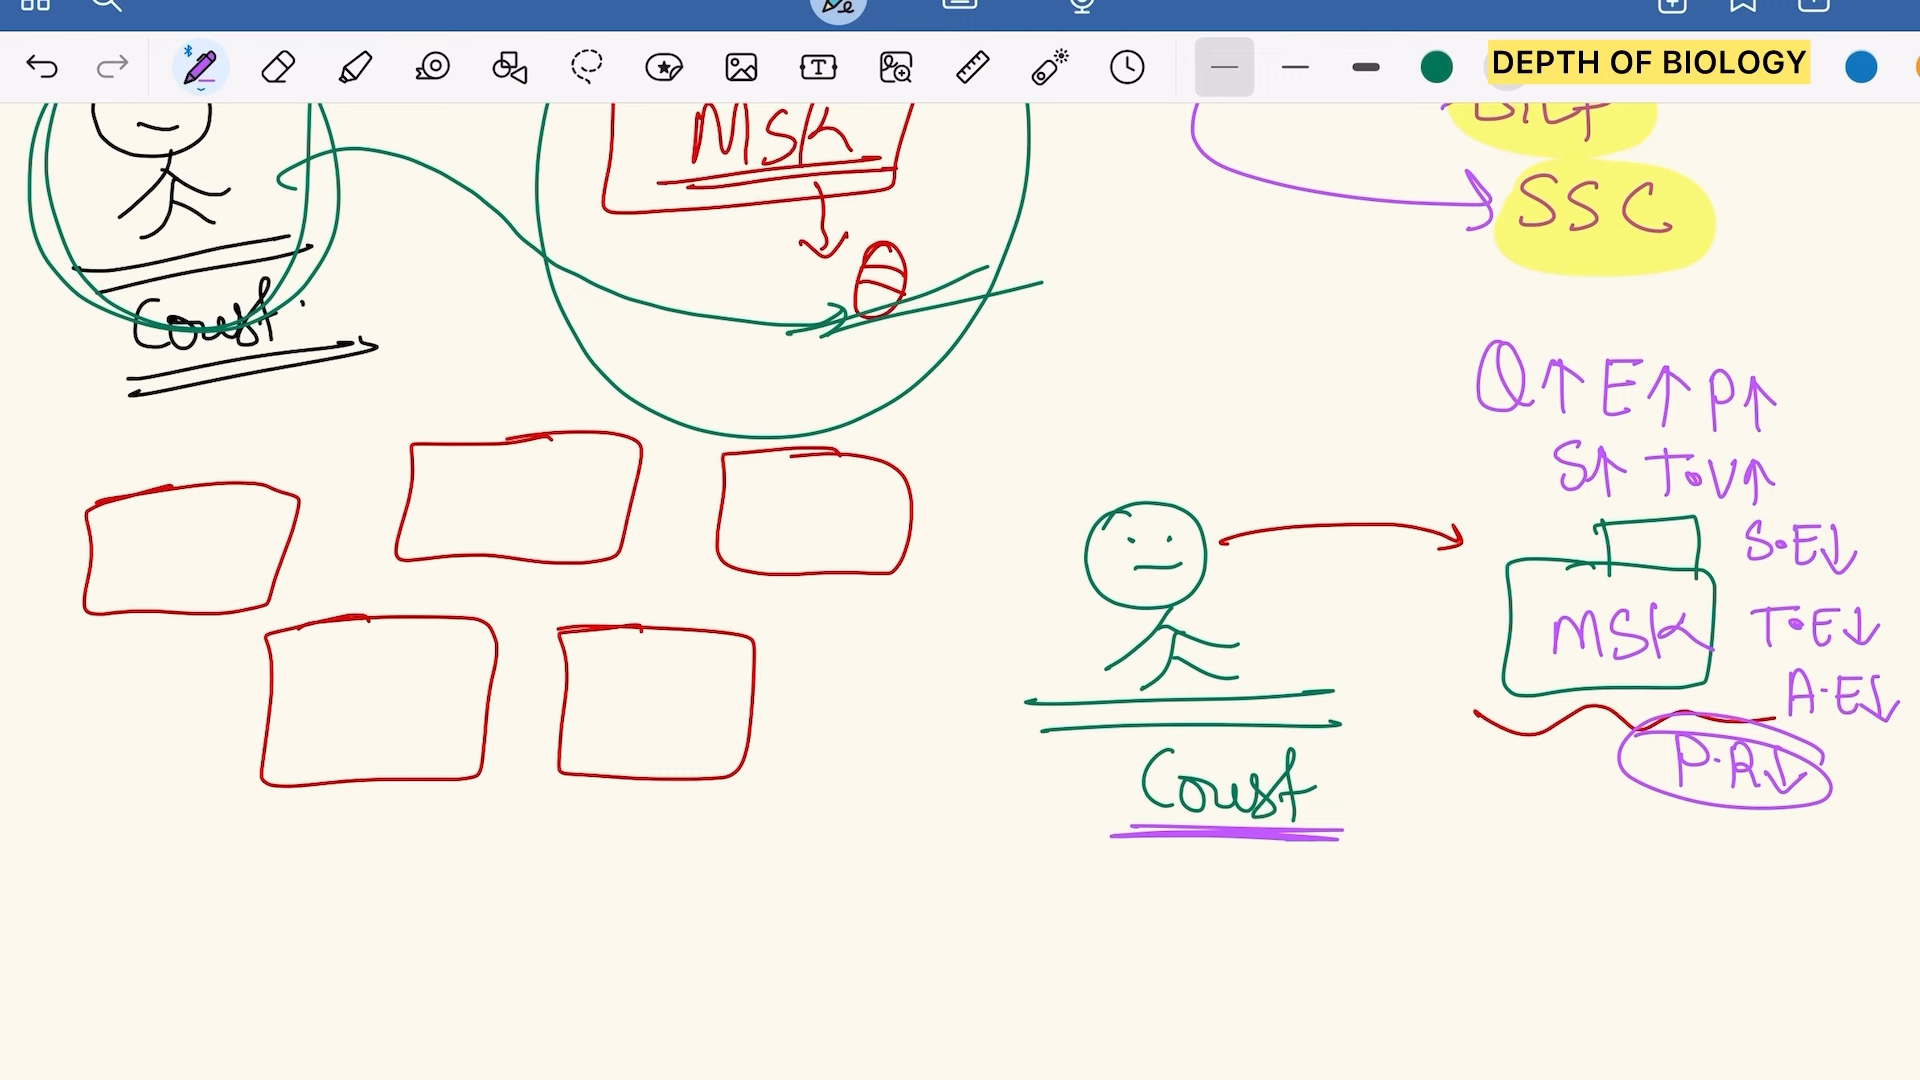 DEPTH OF BIOLOGY
MSK
SSC
Const.
Q↑ E↑ P↑
S↑ T·V↑
S·E↓
MSK
T·E↓
A·E↓
P·R↓
Const